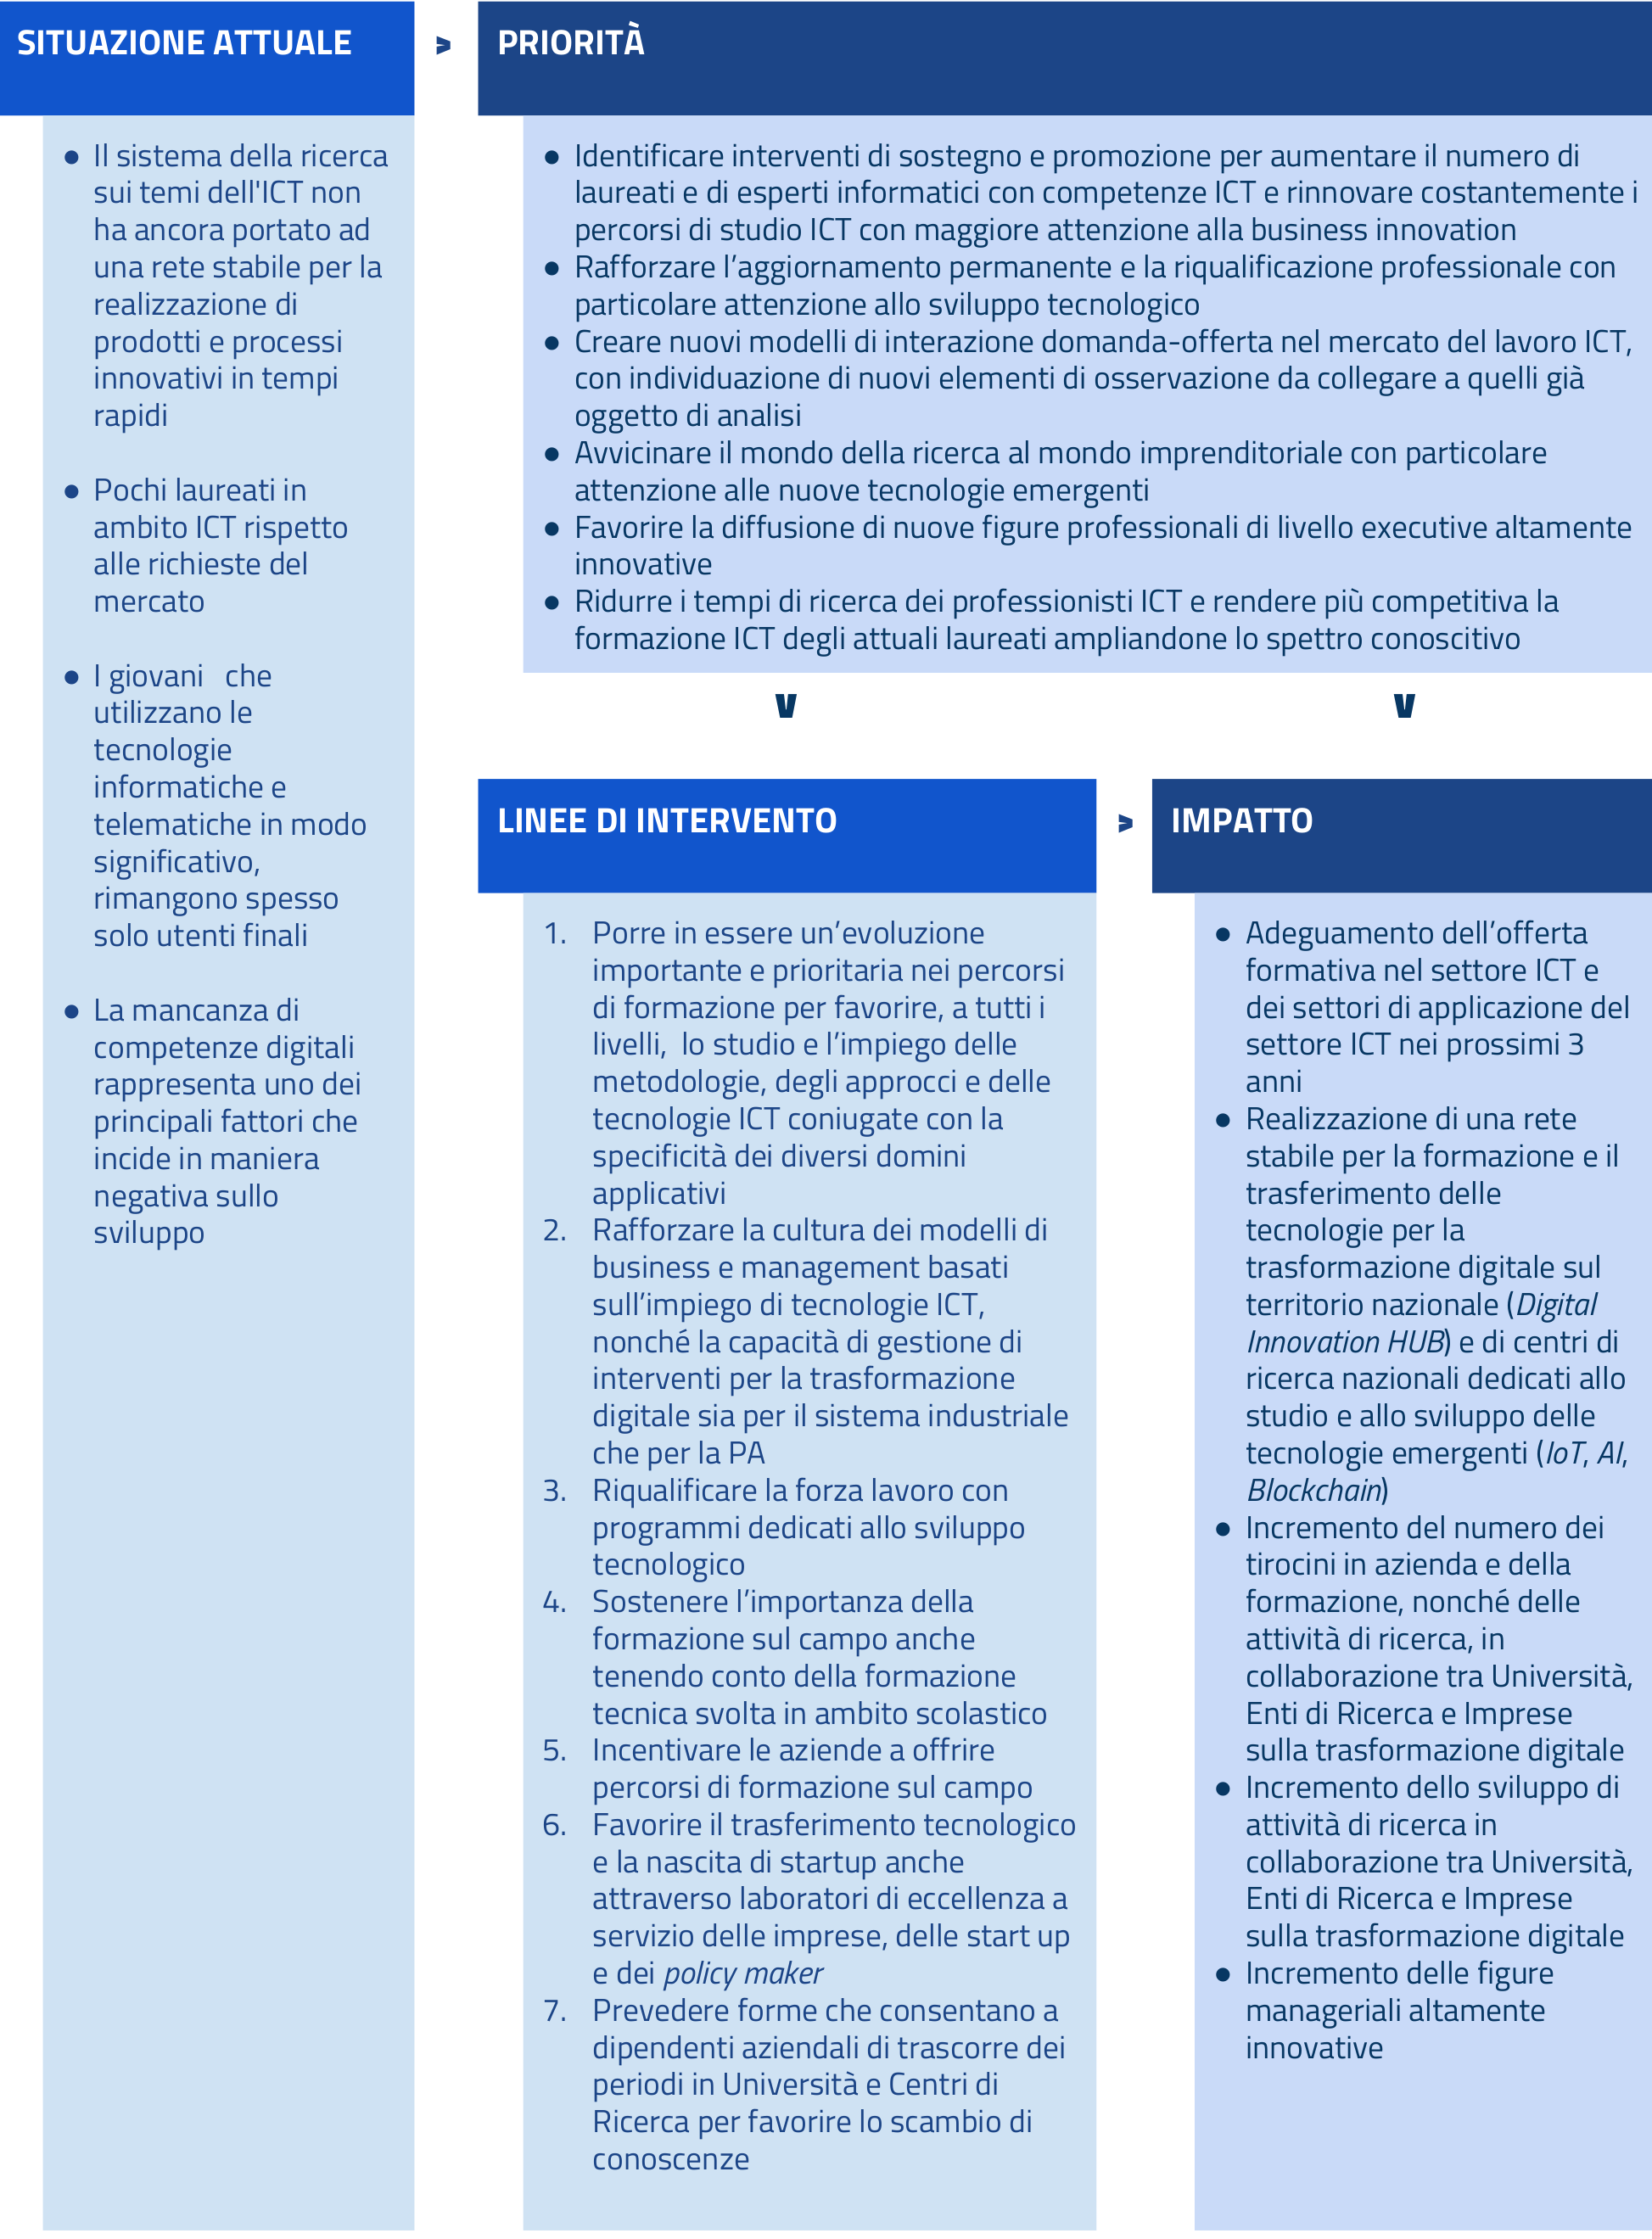 SITUAZIONE ATTUALE
● Il sistema della ricerca
sui temi dell'ICT non
ha ancora portato ad
una rete stabile per la
realizzazione di
prodotti e processi
innovativi in tempi
rapidi
● Pochi laureati in
ambito ICT rispetto
alle richieste del
mercato
● I giovani   che
utilizzano le
tecnologie
informatiche e
telematiche in modo
significativo,
rimangono spesso
solo utenti finali
● La mancanza di
competenze digitali
rappresenta uno dei
principali fattori che
incide in maniera
negativa sullo
sviluppo
>
PRIORITÀ
● Identificare interventi di sostegno e promozione per aumentare il numero di
laureati e di esperti informatici con competenze ICT e rinnovare costantemente i
percorsi di studio ICT con maggiore attenzione alla business innovation
● Rafforzare l’aggiornamento permanente e la riqualificazione professionale con
particolare attenzione allo sviluppo tecnologico
● Creare nuovi modelli di interazione domanda-offerta nel mercato del lavoro ICT,
con individuazione di nuovi elementi di osservazione da collegare a quelli già
oggetto di analisi
● Avvicinare il mondo della ricerca al mondo imprenditoriale con particolare
attenzione alle nuove tecnologie emergenti
● Favorire la diffusione di nuove figure professionali di livello executive altamente
innovative
● Ridurre i tempi di ricerca dei professionisti ICT e rendere più competitiva la
formazione ICT degli attuali laureati ampliandone lo spettro conoscitivo
LINEE DI INTERVENTO
1. Porre in essere un’evoluzione
importante e prioritaria nei percorsi
di formazione per favorire, a tutti i
livelli,  lo studio e l’impiego delle
metodologie, degli approcci e delle
tecnologie ICT coniugate con la
specificità dei diversi domini
applicativi
2. Rafforzare la cultura dei modelli di
business e management basati
sull’impiego di tecnologie ICT,
nonché la capacità di gestione di
interventi per la trasformazione
digitale sia per il sistema industriale
che per la PA
3. Riqualificare la forza lavoro con
programmi dedicati allo sviluppo
tecnologico
4. Sostenere l’importanza della
formazione sul campo anche
tenendo conto della formazione
tecnica svolta in ambito scolastico
5. Incentivare le aziende a offrire
percorsi di formazione sul campo
6. Favorire il trasferimento tecnologico
e la nascita di startup anche
attraverso laboratori di eccellenza a
servizio delle imprese, delle start up
e dei policy maker
7. Prevedere forme che consentano a
dipendenti aziendali di trascorre dei
periodi in Università e Centri di
Ricerca per favorire lo scambio di
conoscenze
>
IMPATTO
● Adeguamento dell’offerta
formativa nel settore ICT e
dei settori di applicazione del
settore ICT nei prossimi 3
anni
● Realizzazione di una rete
stabile per la formazione e il
trasferimento delle
tecnologie per la
trasformazione digitale sul
territorio nazionale (Digital
Innovation HUB) e di centri di
ricerca nazionali dedicati allo
studio e allo sviluppo delle
tecnologie emergenti (IoT, AI,
Blockchain)
● Incremento del numero dei
tirocini in azienda e della
formazione, nonché delle
attività di ricerca, in
collaborazione tra Università,
Enti di Ricerca e Imprese
sulla trasformazione digitale
● Incremento dello sviluppo di
attività di ricerca in
collaborazione tra Università,
Enti di Ricerca e Imprese
sulla trasformazione digitale
● Incremento delle figure
manageriali altamente
innovative